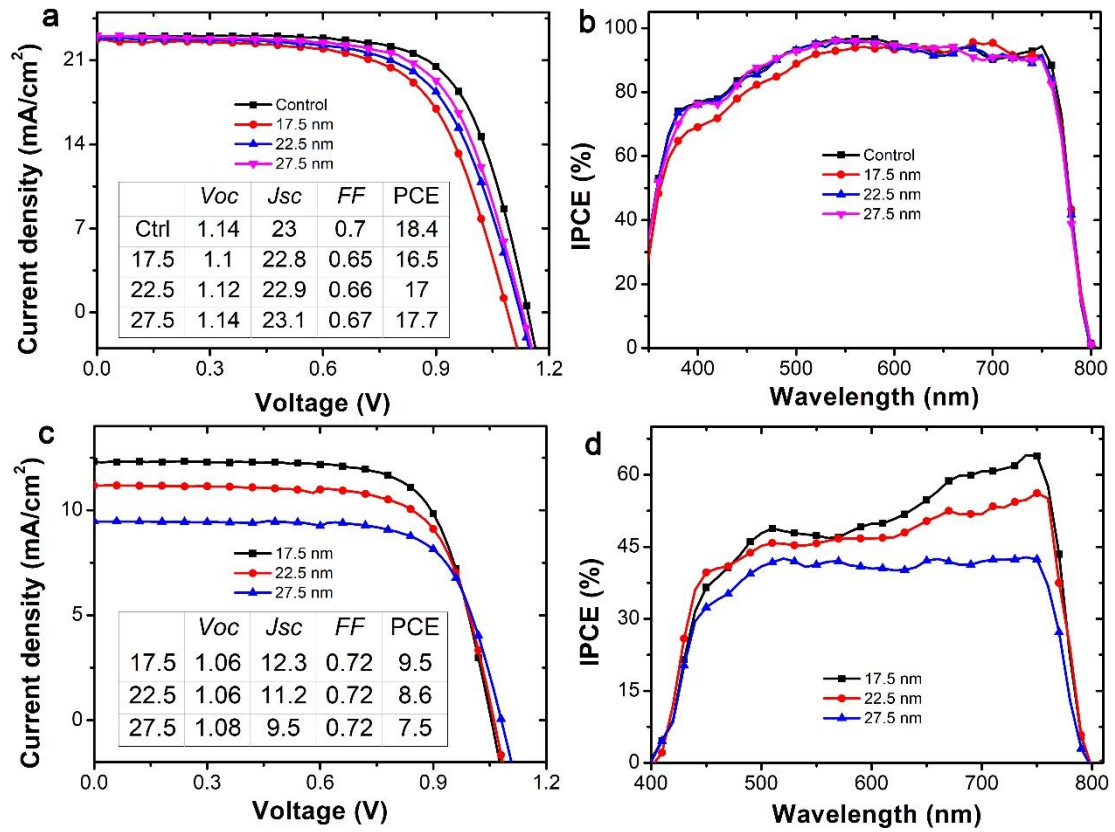 a
Current density (mA/cm²)
21
14
7
0
Control
17.5 nm
22.5 nm
27.5 nm
Voc Jsc FF PCE
Ctrl 1.14 23 0.7 18.4
17.5 1.1 22.8 0.65 16.5
22.5 1.12 22.9 0.66 17
27.5 1.14 23.1 0.67 17.7
0.0 0.3 0.6 0.9 1.2
Voltage (V)
b
IPCE (%)
100
80
60
40
20
0
Control
17.5 nm
22.5 nm
27.5 nm
400 500 600 700 800
Wavelength (nm)
c
Current density (mA/cm²)
10
5
0
17.5 nm
22.5 nm
27.5 nm
Voc Jsc FF PCE
17.5 1.06 12.3 0.72 9.5
22.5 1.06 11.2 0.72 8.6
27.5 1.08 9.5 0.72 7.5
0.0 0.3 0.6 0.9 1.2
Voltage (V)
d
IPCE (%)
60
45
30
15
0
17.5 nm
22.5 nm
27.5 nm
400 500 600 700 800
Wavelength (nm)